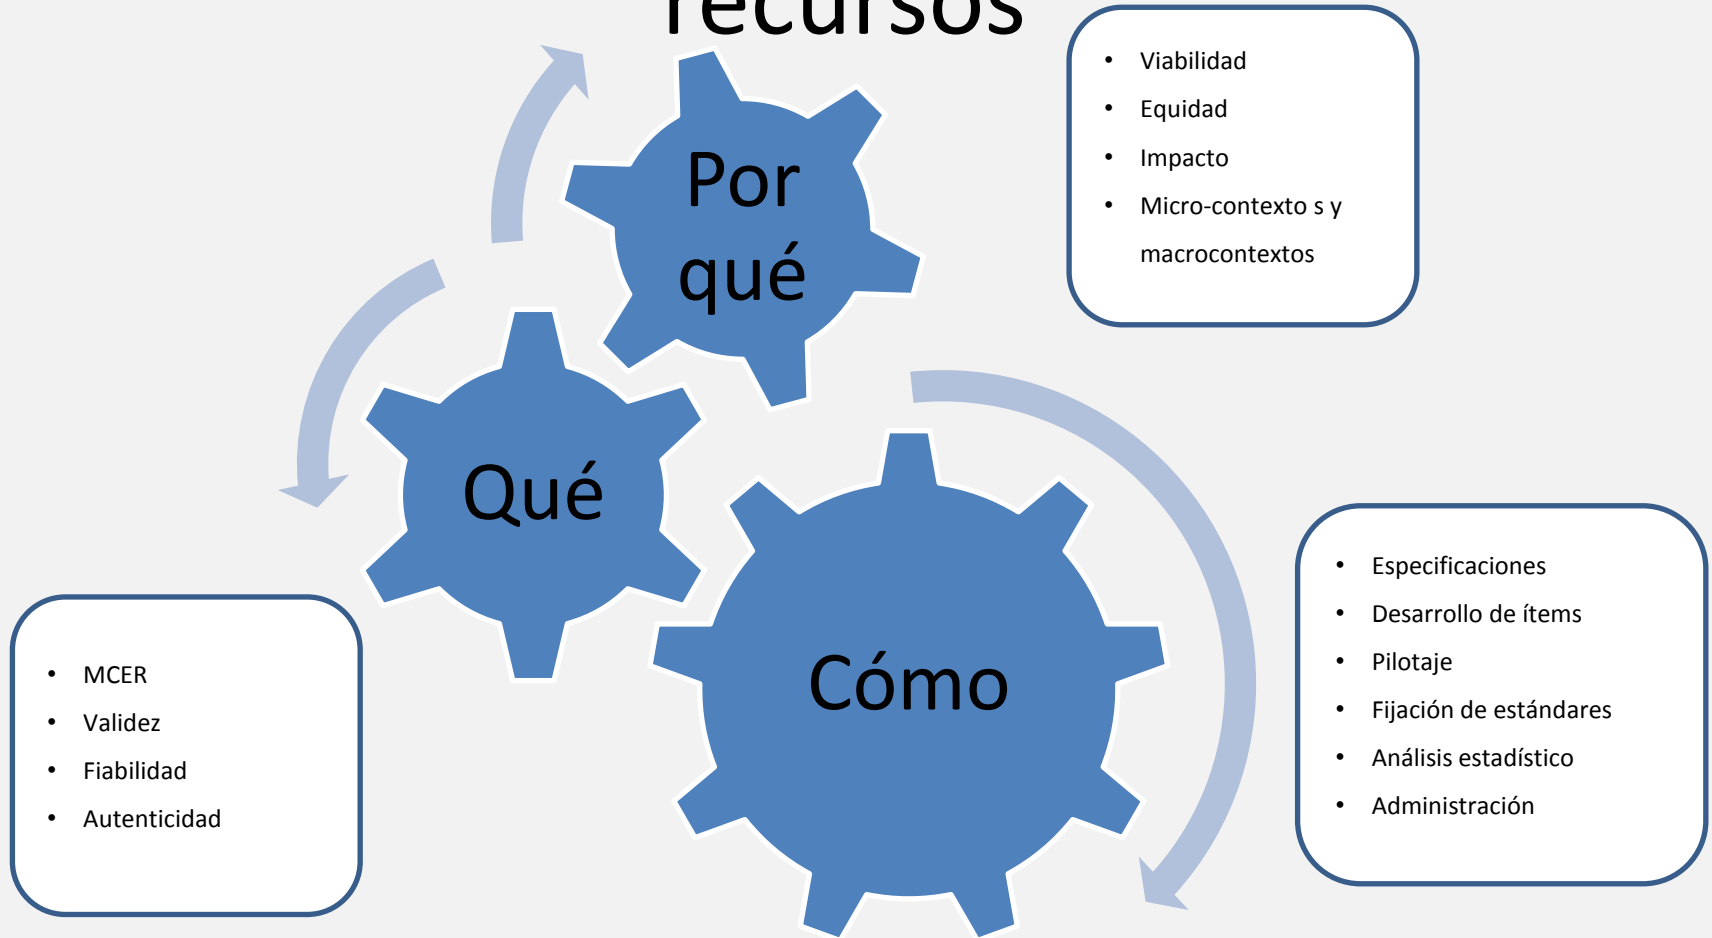 recursos
• Viabilidad
• Equidad
• Impacto
• Micro-contexto s y
macrocontextos
Por
qué
Qué
Cómo
• MCER
• Validez
• Fiabilidad
• Autenticidad
• Especificaciones
• Desarrollo de ítems
• Pilotaje
• Fijación de estándares
• Análisis estadístico
• Administración